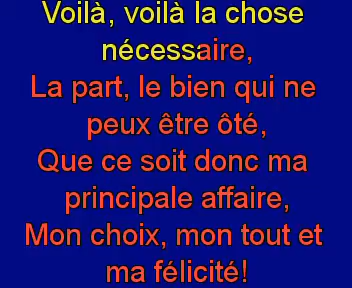 Voilà, voilà la chose
nécessaire,
La part, le bien qui ne
peux être ôté,
Que ce soit donc ma
principale affaire,
Mon choix, mon tout et
ma félicité!